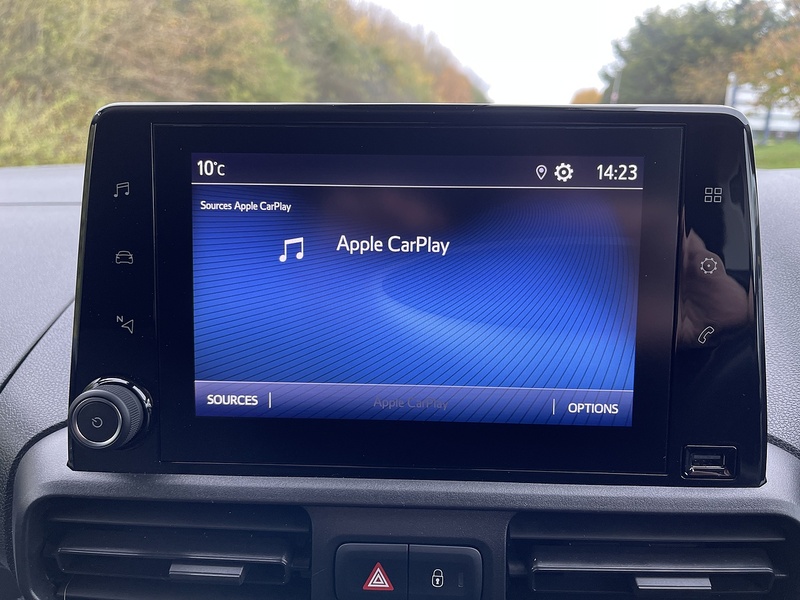 10°C 14:23
Sources Apple CarPlay
Apple CarPlay
N
SOURCES Apple CarPlay OPTIONS